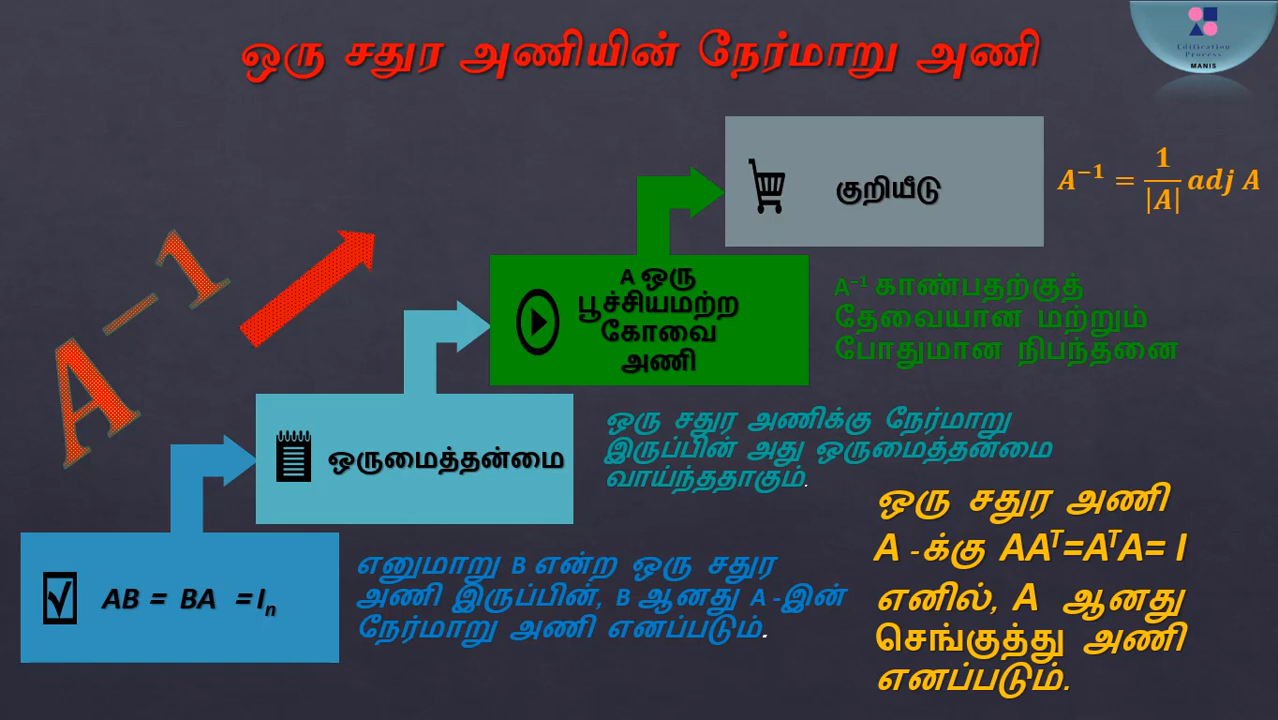 ஒரு சதுர அணியின் நேர்மாறு அணி
Edification
Process
MANIS
குறியீடு
A⁻¹ = 1/|A| adj A
A⁻¹
A ஒரு
பூச்சியமற்ற
கோவை
அணி
A⁻¹ காண்பதற்குத்
தேவையான மற்றும்
போதுமான நிபந்தனை
ஒருமைத்தன்மை
ஒரு சதுர அணிக்கு நேர்மாறு
இருப்பின் அது ஒருமைத்தன்மை
வாய்ந்ததாகும்.
AB = BA = Iₙ
எனுமாறு B என்ற ஒரு சதுர
அணி இருப்பின், B ஆனது A -இன்
நேர்மாறு அணி எனப்படும்.
ஒரு சதுர அணி
A -க்கு AAᵀ=AᵀA= I
எனில், A ஆனது
செங்குத்து அணி
எனப்படும்.